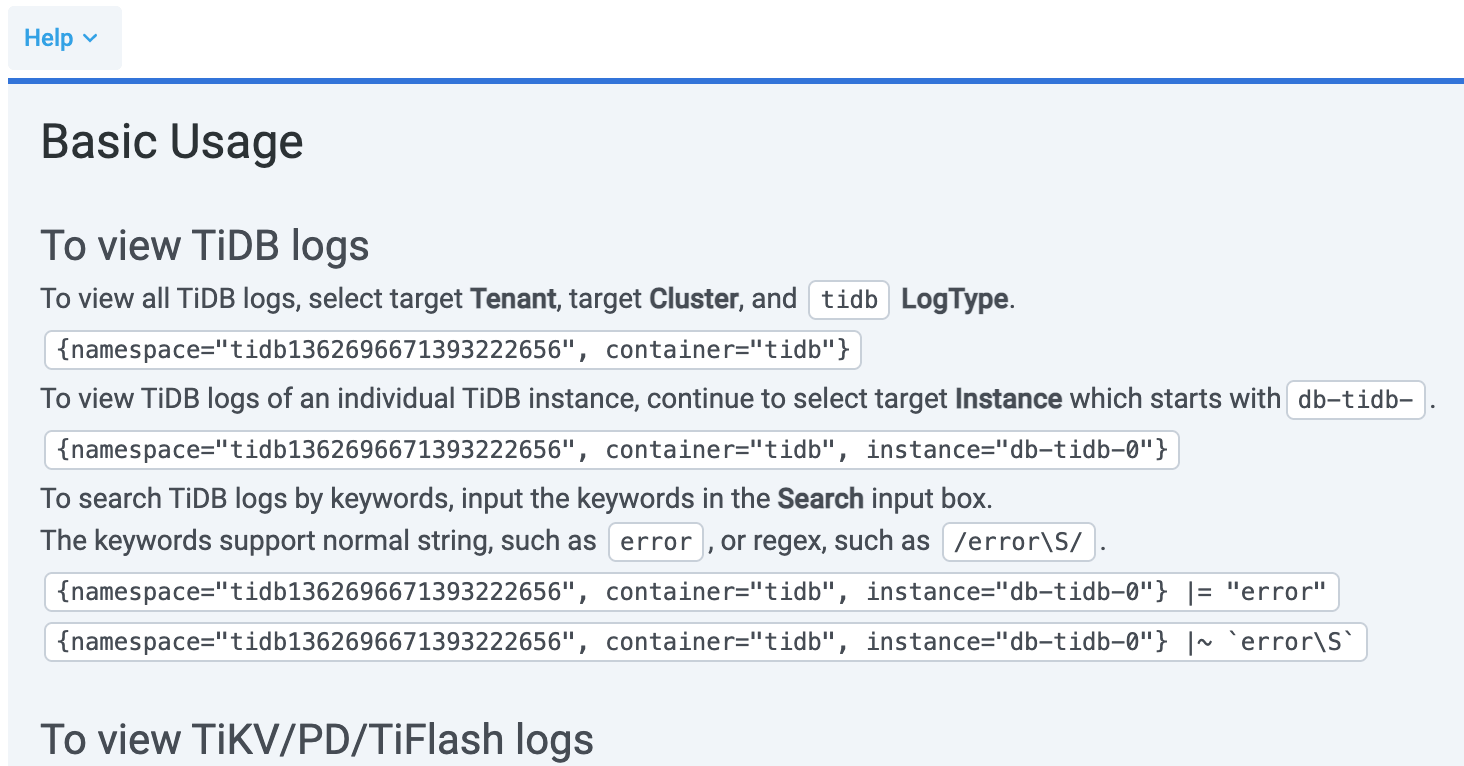 Help
Basic Usage
To view TiDB logs
To view all TiDB logs, select target Tenant, target Cluster, and tidb LogType.
{namespace="tidb1362696671393222656", container="tidb"}
To view TiDB logs of an individual TiDB instance, continue to select target Instance which starts with db-tidb- .
{namespace="tidb1362696671393222656", container="tidb", instance="db-tidb-0"}
To search TiDB logs by keywords, input the keywords in the Search input box.
The keywords support normal string, such as error , or regex, such as /error\S/ .
{namespace="tidb1362696671393222656", container="tidb", instance="db-tidb-0"} |= "error"
{namespace="tidb1362696671393222656", container="tidb", instance="db-tidb-0"} |~ `error\S`
To view TiKV/PD/TiFlash logs